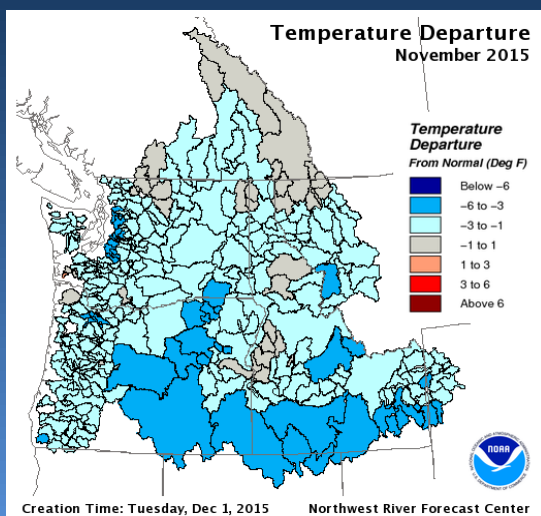 Temperature Departure
November 2015
Temperature
Departure
From Normal (Deg F)
Below -6
-6 to -3
-3 to -1
-1 to 1
1 to 3
3 to 6
Above 6
NOAA
Creation Time: Tuesday, Dec 1, 2015 Northwest River Forecast Center